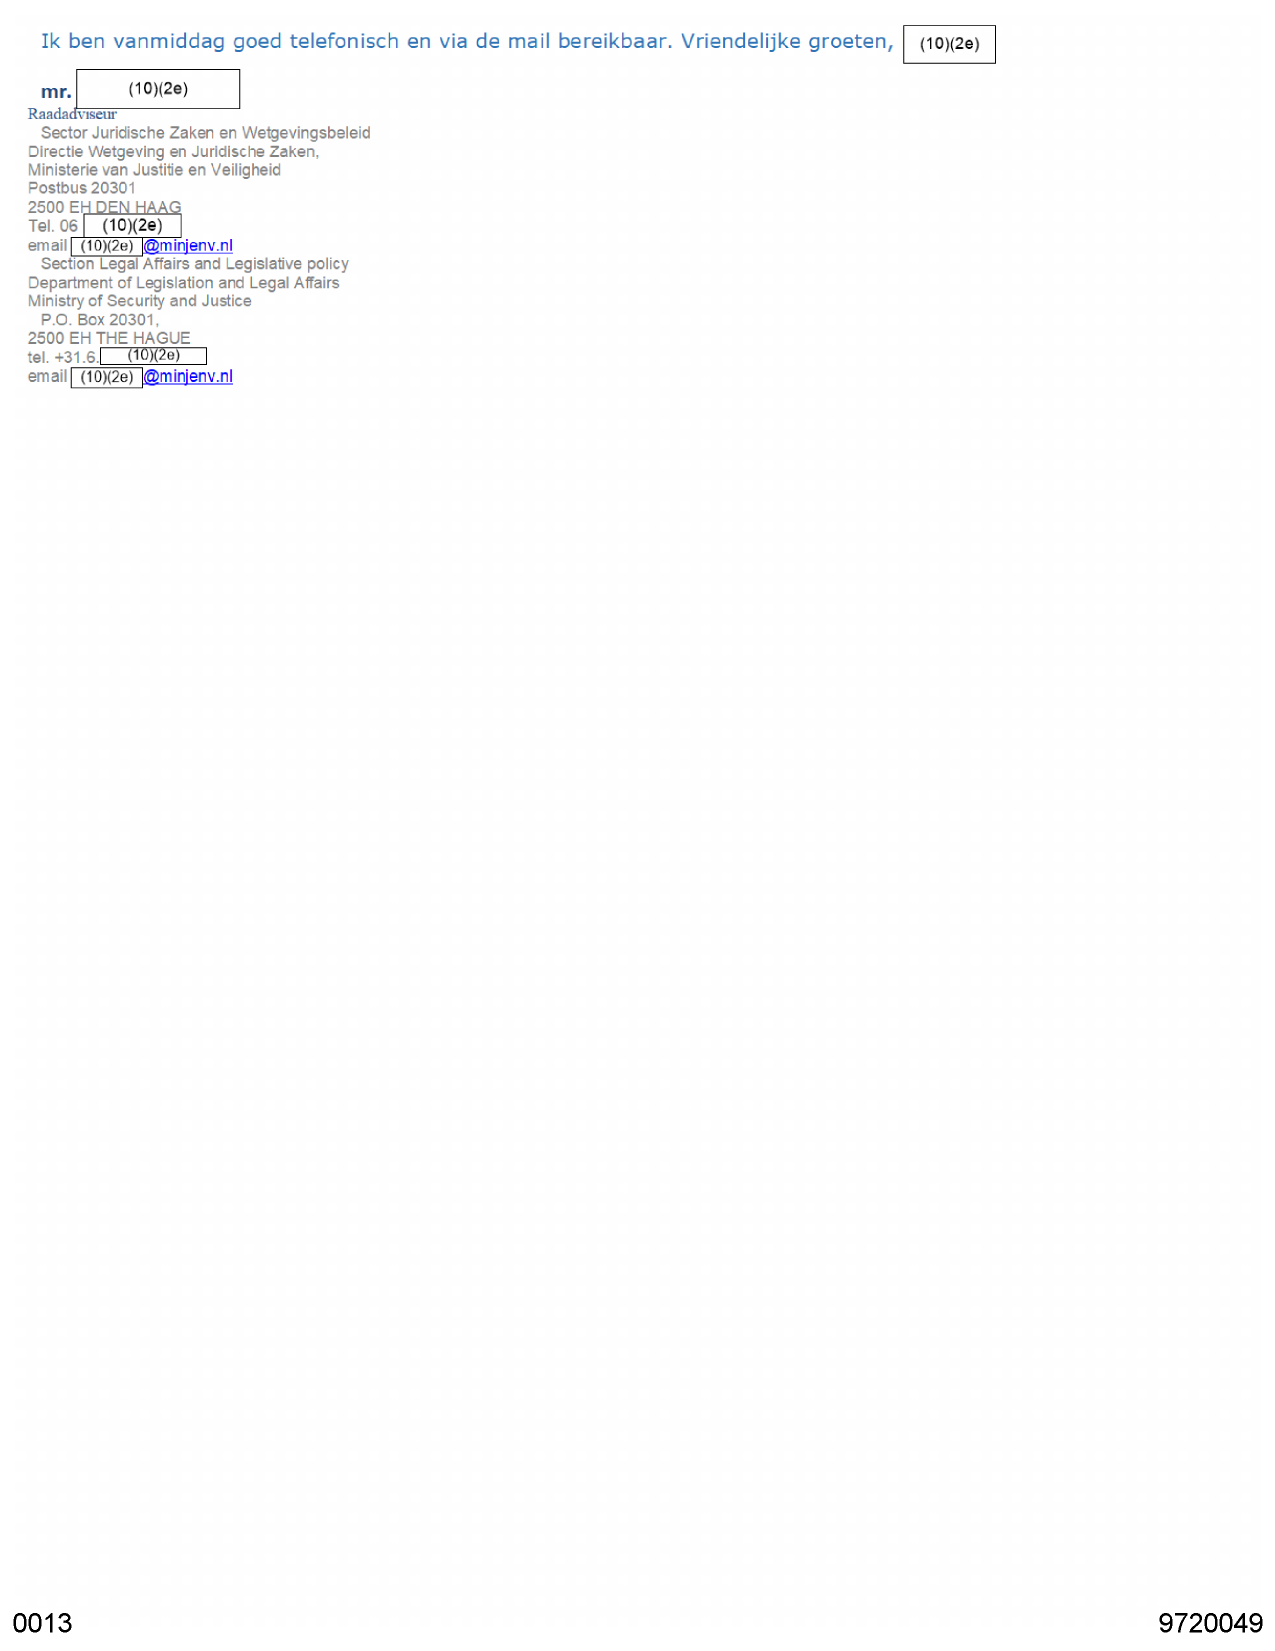 Ik ben vanmiddag goed telefonisch en via de mail bereikbaar. Vriendelijke groeten, (10)(2e)
mr. (10)(2e)
Raadadviseur
Sector Juridische Zaken en Wetgevingsbeleid
Directie Wetgeving en Juridische Zaken,
Ministerie van Justitie en Veiligheid
Postbus 20301
2500 EH DEN HAAG
Tel. 06 (10)(2e)
email (10)(2e) @minjenv.nl
Section Legal Affairs and Legislative policy
Department of Legislation and Legal Affairs
Ministry of Security and Justice
P.O. Box 20301,
2500 EH THE HAGUE
tel. +31.6. (10)(2e)
email (10)(2e) @minjenv.nl
0013
9720049